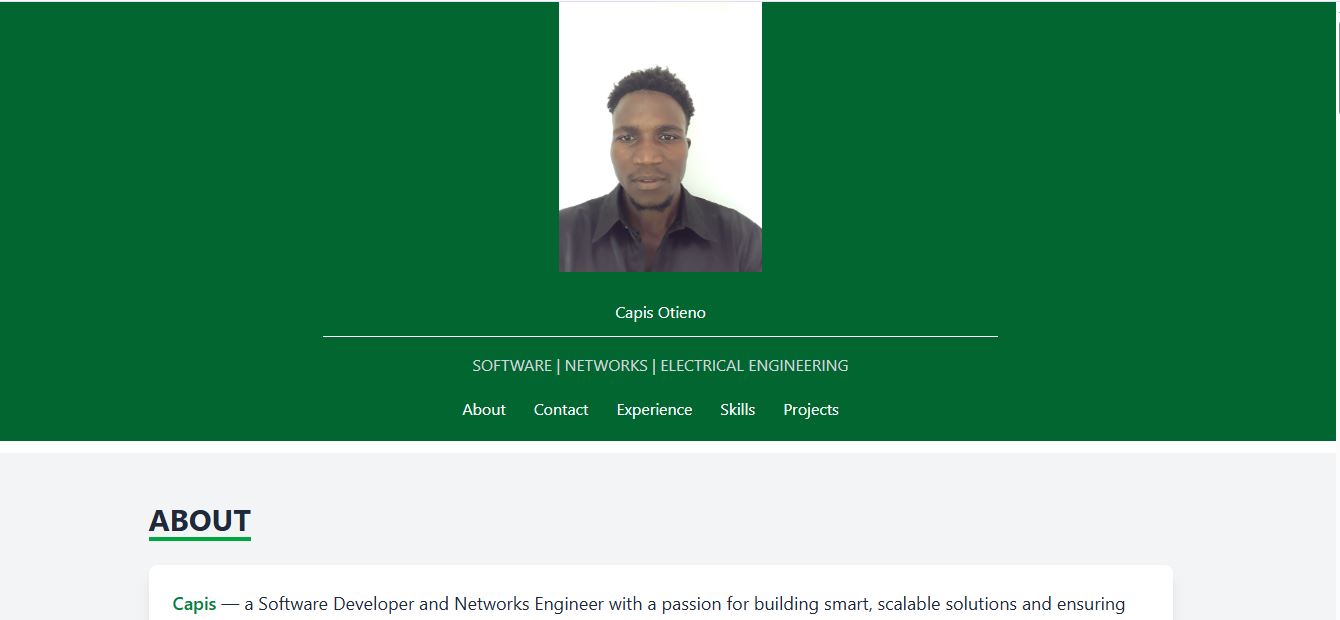 Capis Otieno
SOFTWARE | NETWORKS | ELECTRICAL ENGINEERING
About Contact Experience Skills Projects
ABOUT
Capis — a Software Developer and Networks Engineer with a passion for building smart, scalable solutions and ensuring